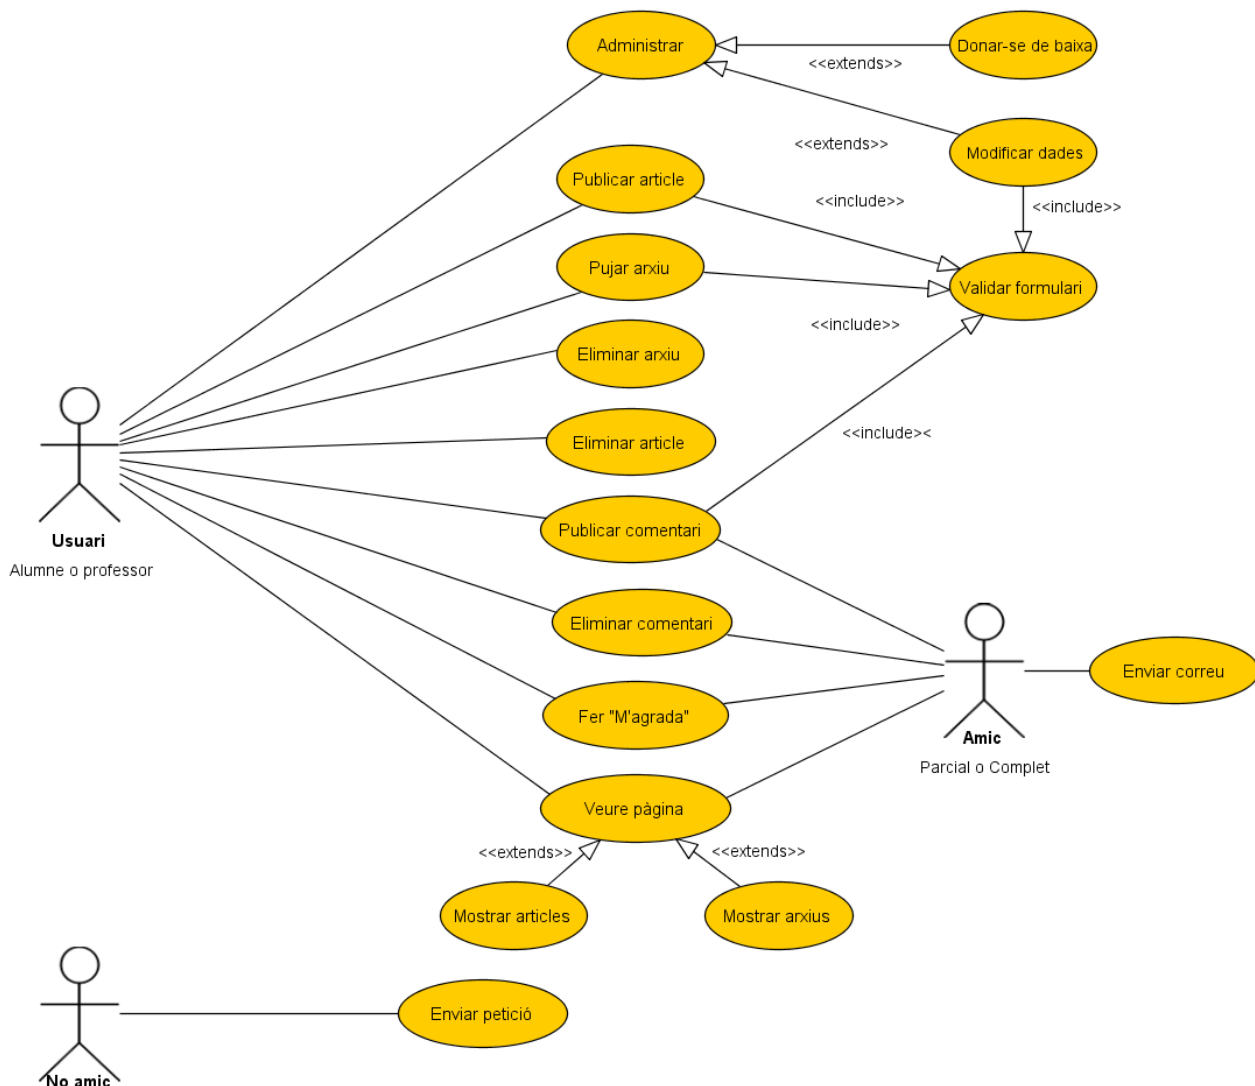 Administrar
Donar-se de baixa
<<extends>>
<<extends>>
Modificar dades
Publicar article
<<include>>
<<include>>
Pujar arxiu
Validar formulari
<<include>>
Eliminar arxiu
<<include><
Eliminar article
Publicar comentari
Usuari
Alumne o professor
Eliminar comentari
Enviar correu
Fer "M'agrada"
Amic
Parcial o Complet
Veure pàgina
<<extends>>
<<extends>>
Mostrar articles
Mostrar arxius
Enviar petició
No amic